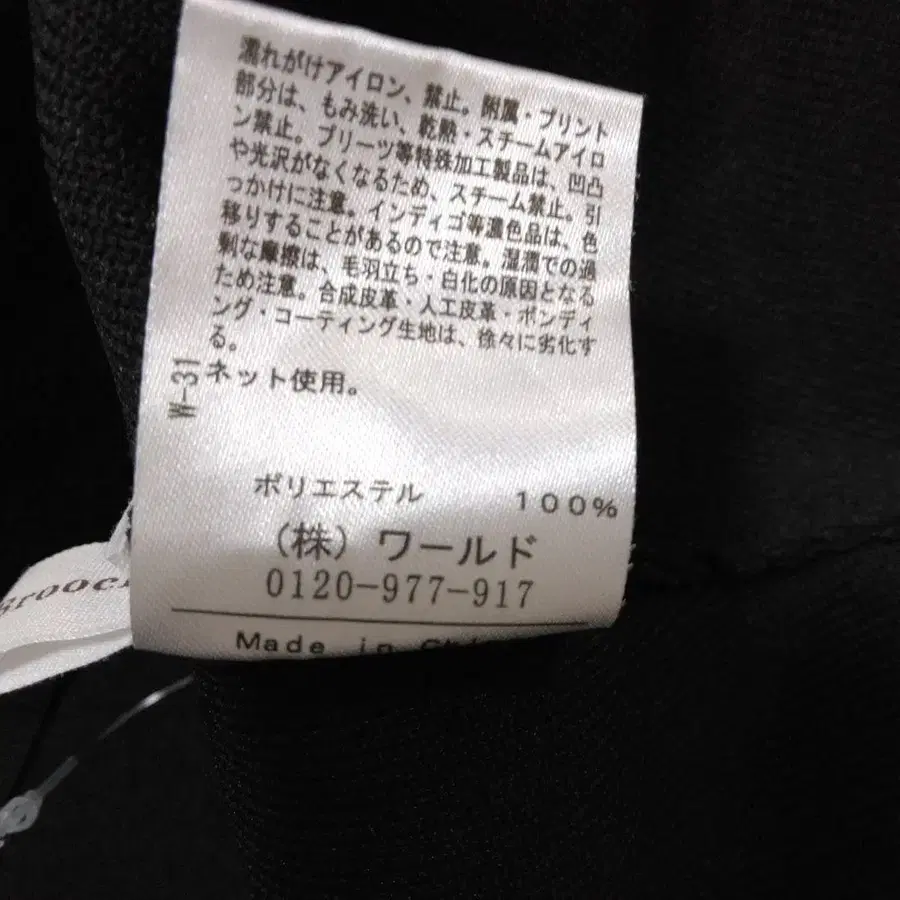 濡れがけアイロン、禁止。附属・プリント
部分は、もみ洗い、乾熱・スチームアイロ
ン禁止。プリーツ等特殊加工製品は、凹凸
や光沢がなくなるため、スチーム禁止。引
っかけに注意。インディゴ等濃色品は、色
移りすることがあるので注意。湿潤での過
剰な摩擦は、毛羽立ち・白化の原因となる
ため注意。合成皮革・人工皮革・ボンディ
ング・コーティング生地は、徐々に劣化す
る。
ネット使用。
W-31
ポリエステル 100%
(株) ワールド
0120-977-917
Made in